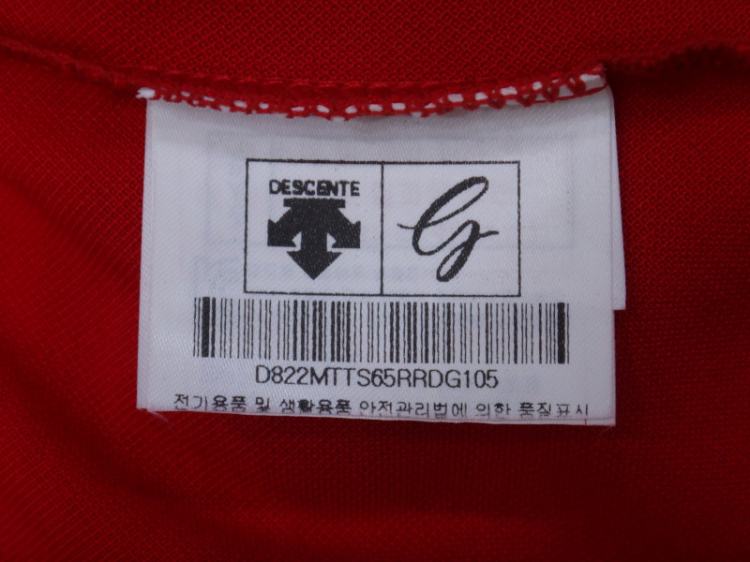 DESCENTE
G
D822MTTS65RRDG105
전기용품 및 생활용품 안전관리법에 의한 품질표시